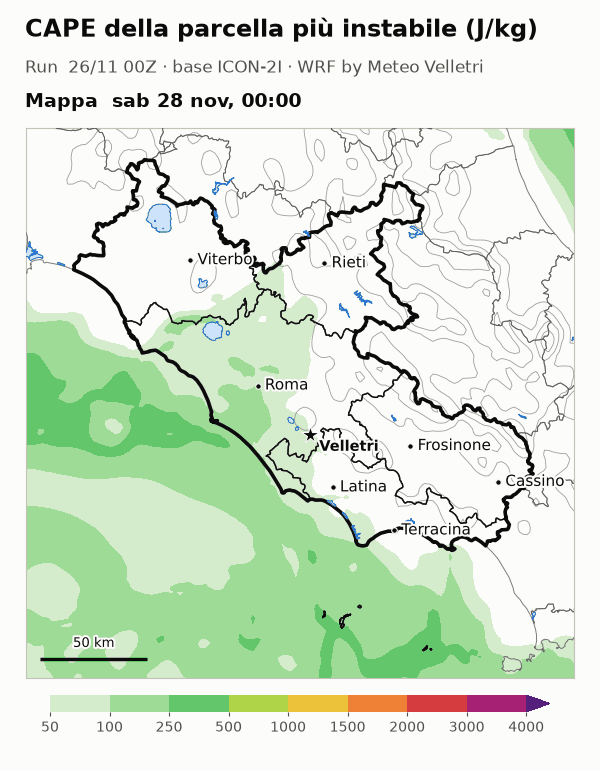 CAPE della parcella più instabile (J/kg)
Run  26/11 00Z · base ICON-2I · WRF by Meteo Velletri
Mappa  sab 28 nov, 00:00
Viterbo
Rieti
Roma
Velletri
Frosinone
Cassino
Latina
Terracina
50 km
50 100 250 500 1000 1500 2000 3000 4000